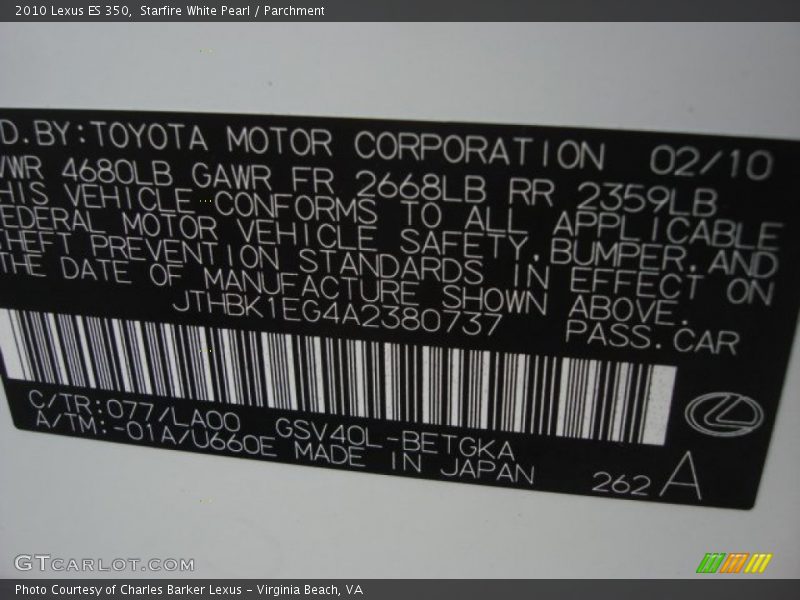 2010 Lexus ES 350,  Starfire White Pearl / Parchment
D.BY:TOYOTA MOTOR CORPORATION 02/10
VWR 4680LB GAWR FR 2668LB RR 2359LB
HIS VEHICLE CONFORMS TO ALL APPLICABLE
EDERAL MOTOR VEHICLE SAFETY,BUMPER,AND
THEFT PREVENTION STANDARDS IN EFFECT ON
THE DATE OF MANUFACTURE SHOWN ABOVE.
JTHBK1EG4A2380737 PASS.CAR
C/TR:077/LA00 GSV40L-BETGKA
A/TM:-01A/U660E MADE IN JAPAN 262 A
GTCARLOT.COM
Photo Courtesy of Charles Barker Lexus - Virginia Beach, VA